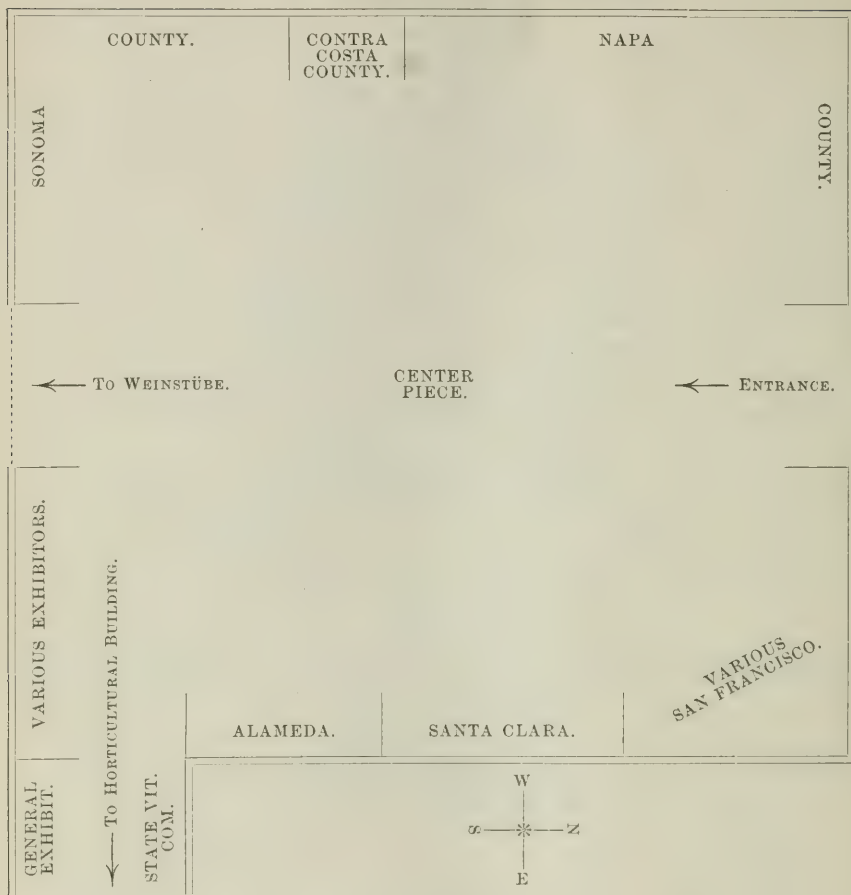 COUNTY.
CONTRA
COSTA
COUNTY.
NAPA
SONOMA
COUNTY.
← TO WEINSTÜBE.
CENTER
PIECE.
← ENTRANCE.
VARIOUS EXHIBITORS.
← TO HORTICULTURAL BUILDING.
VARIOUS
SAN FRANCISCO.
ALAMEDA.
SANTA CLARA.
GENERAL
EXHIBIT.
STATE VIT.
COM.
W
S
N
E